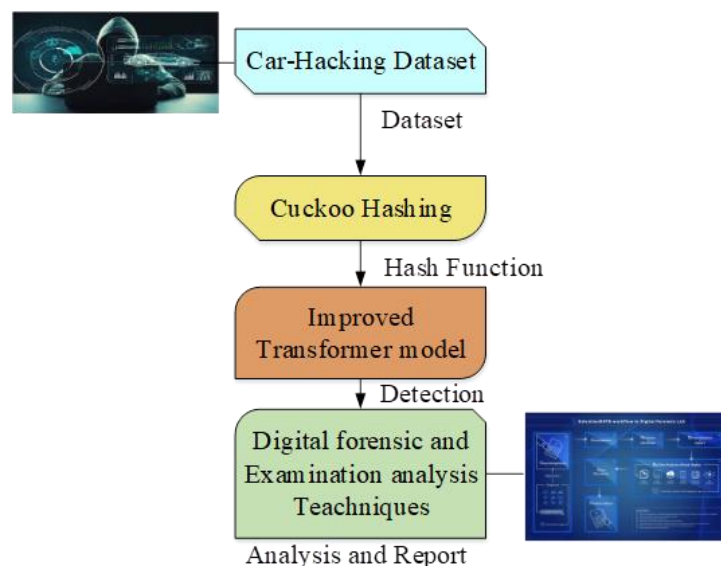 Car-Hacking Dataset
Dataset
Cuckoo Hashing
Hash Function
Improved
Transformer model
Detection
Digital forensic and
Examination analysis
Teachniques
Analysis and Report